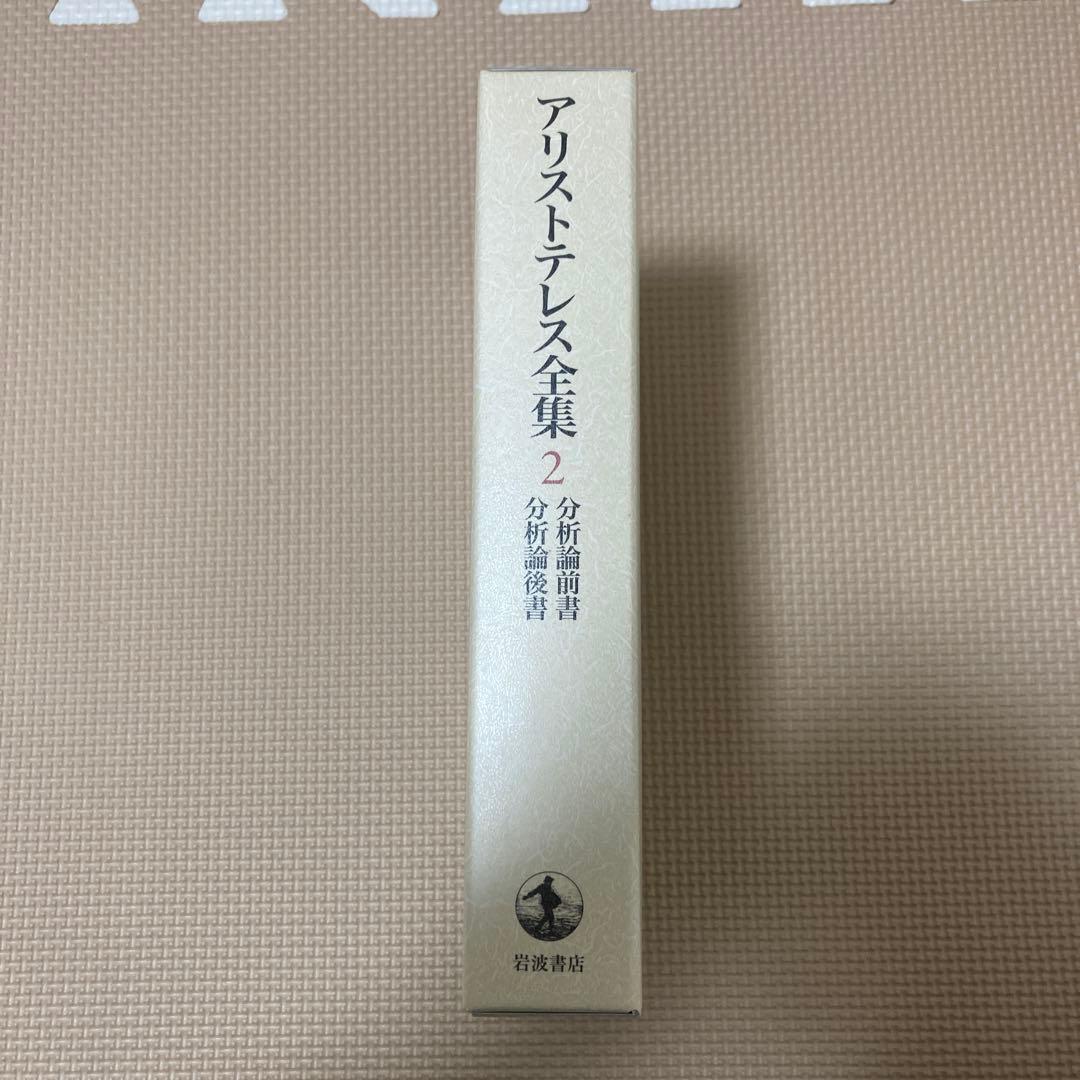 アリストテレス全集 2
分析論前書
分析論後書
岩波書店